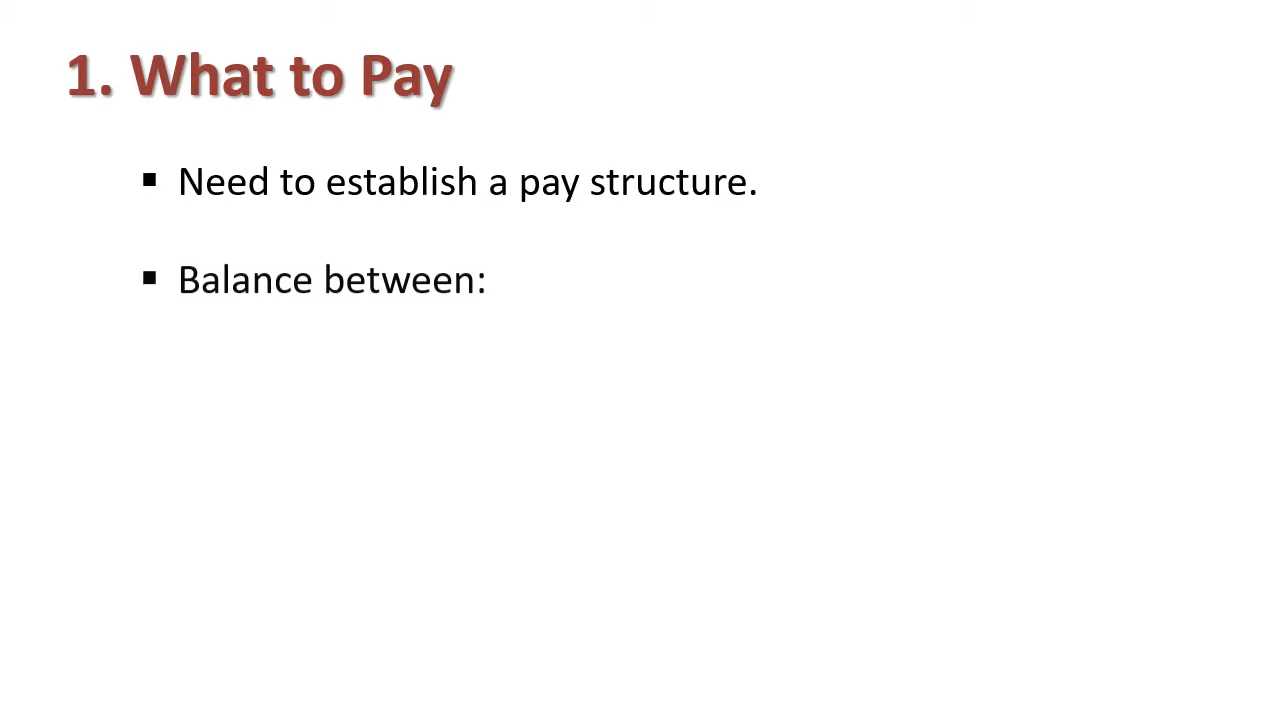 1. What to Pay
▪ Need to establish a pay structure.
▪ Balance between: